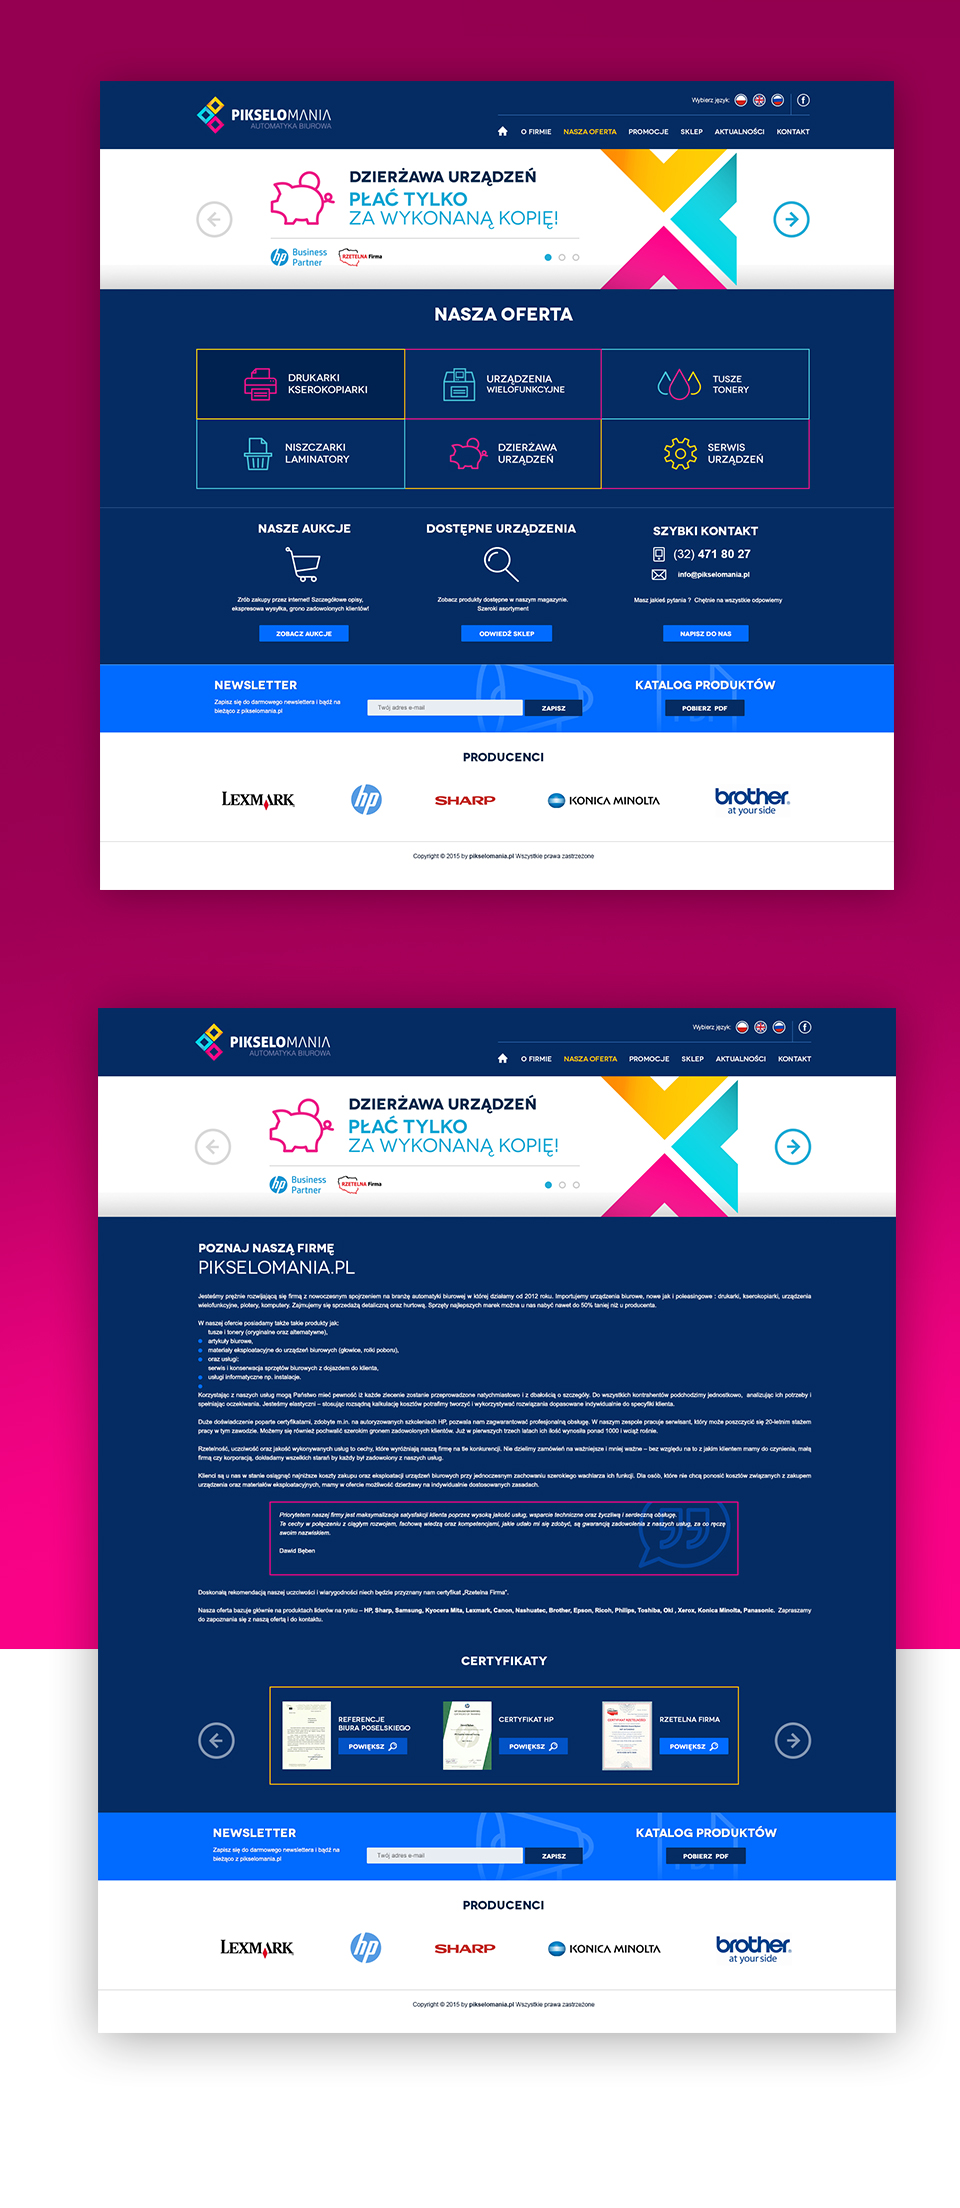 PIKSELOMANIA
AUTOMATYKA BIUROWA
Wybierz język:
O FIRMIE NASZA OFERTA PROMOCJE SKLEP AKTUALNOŚCI KONTAKT
DZIERŻAWA URZĄDZEŃ
PŁAĆ TYLKO
ZA WYKONANĄ KOPIĘ!
hp Business
Partner
RZETELNA Firma
NASZA OFERTA
DRUKARKI
KSEROKOPIARKI
URZĄDZENIA
WIELOFUNKCYJNE
TUSZE
TONERY
NISZCZARKI
LAMINATORY
DZIERŻAWA
URZĄDZEŃ
SERWIS
URZĄDZEŃ
NASZE AUKCJE
Zrób zakupy przez internet! Szczegółowe opisy,
ekspresowa wysyłka, grono zadowolonych klientów!
ZOBACZ AUKCJE
DOSTĘPNE URZĄDZENIA
Zobacz produkty dostępne w naszym magazynie.
Szeroki asortyment
ODWIEDŹ SKLEP
SZYBKI KONTAKT
(32) 471 80 27
info@pikselomania.pl
Masz jakieś pytania ? Chętnie na wszystkie odpowiemy
NAPISZ DO NAS
NEWSLETTER
Zapisz się do darmowego newslettera i bądź na
bieżąco z pikselomania.pl
Twój adres e-mail
ZAPISZ
KATALOG PRODUKTÓW
POBIERZ PDF
PRODUCENCI
LEXMARK
hp
SHARP
KONICA MINOLTA
brother
at your side
Copyright © 2015 by pikselomania.pl Wszystkie prawa zastrzeżone
PIKSELOMANIA
AUTOMATYKA BIUROWA
Wybierz język:
O FIRMIE NASZA OFERTA PROMOCJE SKLEP AKTUALNOŚCI KONTAKT
DZIERŻAWA URZĄDZEŃ
PŁAĆ TYLKO
ZA WYKONANĄ KOPIĘ!
hp Business
Partner
RZETELNA Firma
POZNAJ NASZĄ FIRMĘ
PIKSELOMANIA.PL
Jesteśmy prężnie rozwijającą się firmą z nowoczesnym spojrzeniem na branżę automatyki biurowej w której działamy od 2012 roku. Importujemy urządzenia biurowe, nowe jak i poleasingowe : drukarki, kserokopiarki, urządzenia
wielofunkcyjne, plotery, komputery. Zajmujemy się sprzedażą detaliczną oraz hurtową. Sprzęty najlepszych marek można u nas nabyć nawet do 50% taniej niż u producenta.
W naszej ofercie posiadamy także takie produkty jak:
tusze i tonery (oryginalne oraz alternatywne),
artykuły biurowe,
materiały eksploatacyjne do urządzeń biurowych (głowice, rolki poboru),
oraz usługi:
serwis i konserwacja sprzętów biurowych z dojazdem do klienta,
usługi informatyczne np. instalacje.
Korzystając z naszych usług mogą Państwo mieć pewność iż każde zlecenie zostanie przeprowadzone natychmiastowo i z dbałością o szczegóły. Do wszystkich kontrahentów podchodzimy jednostkowo, analizując ich potrzeby i
spełniając oczekiwania. Jesteśmy elastyczni – stosując rozsądną kalkulację kosztów potrafimy tworzyć i wykorzystywać rozwiązania dopasowane indywidualnie do specyfiki klienta.
Duże doświadczenie poparte certyfikatami, zdobyte m.in. na autoryzowanych szkoleniach HP, pozwala nam zagwarantować profesjonalną obsługę. W naszym zespole pracuje serwisant, który może poszczycić się 20-letnim stażem
pracy w tym zawodzie. Możemy się również pochwalić szerokim gronem zadowolonych klientów. Już w pierwszych trzech latach ich ilość wynosiła ponad 1000 i wciąż rośnie.
Rzetelność, uczciwość oraz jakość wykonywanych usług to cechy, które wyróżniają naszą firmę na tle konkurencji. Nie dzielimy zamówień na ważniejsze i mniej ważne – bez względu na to z jakim klientem mamy do czynienia, małą
firmą czy korporacją, dokładamy wszelkich starań by każdy był zadowolony z naszych usług.
Klienci są u nas w stanie osiągnąć najniższe koszty zakupu oraz eksploatacji urządzeń biurowych przy jednoczesnym zachowaniu szerokiego wachlarza ich funkcji. Dla osób, które nie chcą ponosić kosztów związanych z zakupem
urządzenia oraz materiałów eksploatacyjnych, mamy w ofercie możliwość dzierżawy na indywidualnie dostosowanych zasadach.
Priorytetem naszej firmy jest maksymalizacja satysfakcji klienta poprzez wysoką jakość usług, wsparcie techniczne oraz życzliwą i serdeczną obsługę.
Te cechy w połączeniu z ciągłym rozwojem, fachową wiedzą oraz kompetencjami, jakie udało mi się zdobyć, są gwarancją zadowolenia z naszych usług, za co ręczę
swoim nazwiskiem.
Dawid Bęben
Doskonałą rekomendacją naszej uczciwości i wiarygodności niech będzie przyznany nam certyfikat „Rzetelna Firma".
Nasza oferta bazuje głównie na produktach liderów na rynku – HP, Sharp, Samsung, Kyocera Mita, Lexmark, Canon, Nashuatec, Brother, Epson, Ricoh, Philips, Toshiba, Oki , Xerox, Konica Minolta, Panasonic. Zapraszamy
do zapoznania się z naszą ofertą i do kontaktu.
CERTYFIKATY
REFERENCJE
BIURA POSELSKIEGO
POWIĘKSZ
CERTYFIKAT HP
POWIĘKSZ
RZETELNA FIRMA
POWIĘKSZ
NEWSLETTER
Zapisz się do darmowego newslettera i bądź na
bieżąco z pikselomania.pl
Twój adres e-mail
ZAPISZ
KATALOG PRODUKTÓW
POBIERZ PDF
PRODUCENCI
LEXMARK
hp
SHARP
KONICA MINOLTA
brother
at your side
Copyright © 2015 by pikselomania.pl Wszystkie prawa zastrzeżone